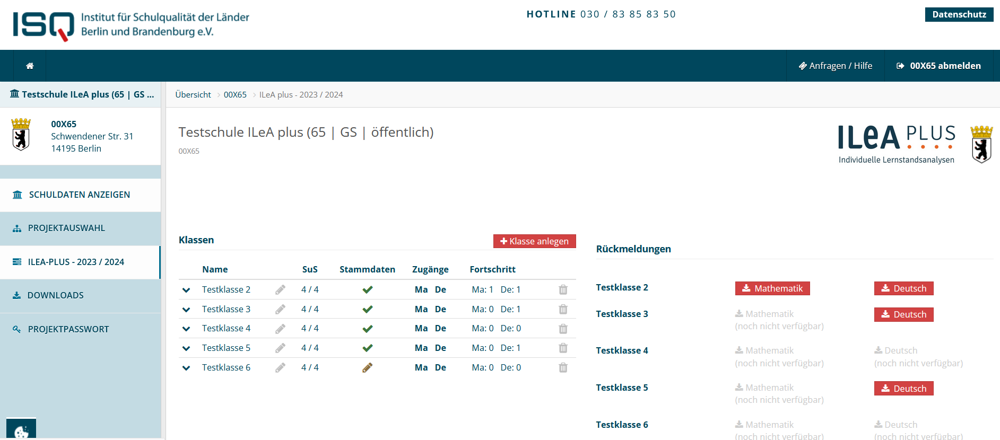 ISQ Institut für Schulqualität der Länder
Berlin und Brandenburg e.V.
HOTLINE 030 / 83 85 83 50
Datenschutz
Anfragen / Hilfe
00X65 abmelden
Testschule ILeA plus (65 | GS ...
Übersicht 00X65 ILeA plus - 2023 / 2024
00X65
Schwendener Str. 31
14195 Berlin
SCHULDATEN ANZEIGEN
PROJEKTAUSWAHL
ILEA-PLUS - 2023 / 2024
DOWNLOADS
PROJEKTPASSWORT
Testschule ILeA plus (65 | GS | öffentlich)
00X65
ILeA PLUS
Individuelle Lernstandsanalysen
Klassen
Klasse anlegen
Name SuS Stammdaten Zugänge Fortschritt
Testklasse 2 4 / 4 Ma De Ma: 1 De: 1
Testklasse 3 4 / 4 Ma De Ma: 0 De: 1
Testklasse 4 4 / 4 Ma De Ma: 0 De: 0
Testklasse 5 4 / 4 Ma De Ma: 0 De: 1
Testklasse 6 4 / 4 Ma De Ma: 0 De: 0
Rückmeldungen
Testklasse 2 Mathematik Deutsch
Testklasse 3 Mathematik Deutsch
(noch nicht verfügbar)
Testklasse 4 Mathematik Deutsch
(noch nicht verfügbar) (noch nicht verfügbar)
Testklasse 5 Mathematik Deutsch
(noch nicht verfügbar)
Testklasse 6 Mathematik Deutsch
(noch nicht verfügbar) (noch nicht verfügbar)